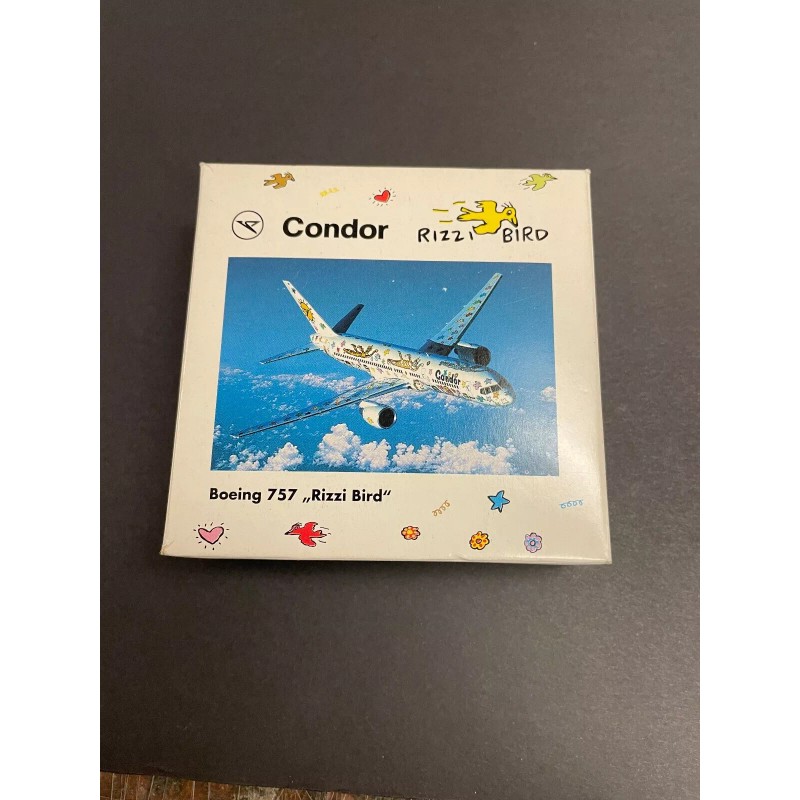 Condor
RIZZI BIRD
Condor
Boeing 757 „Rizzi Bird“